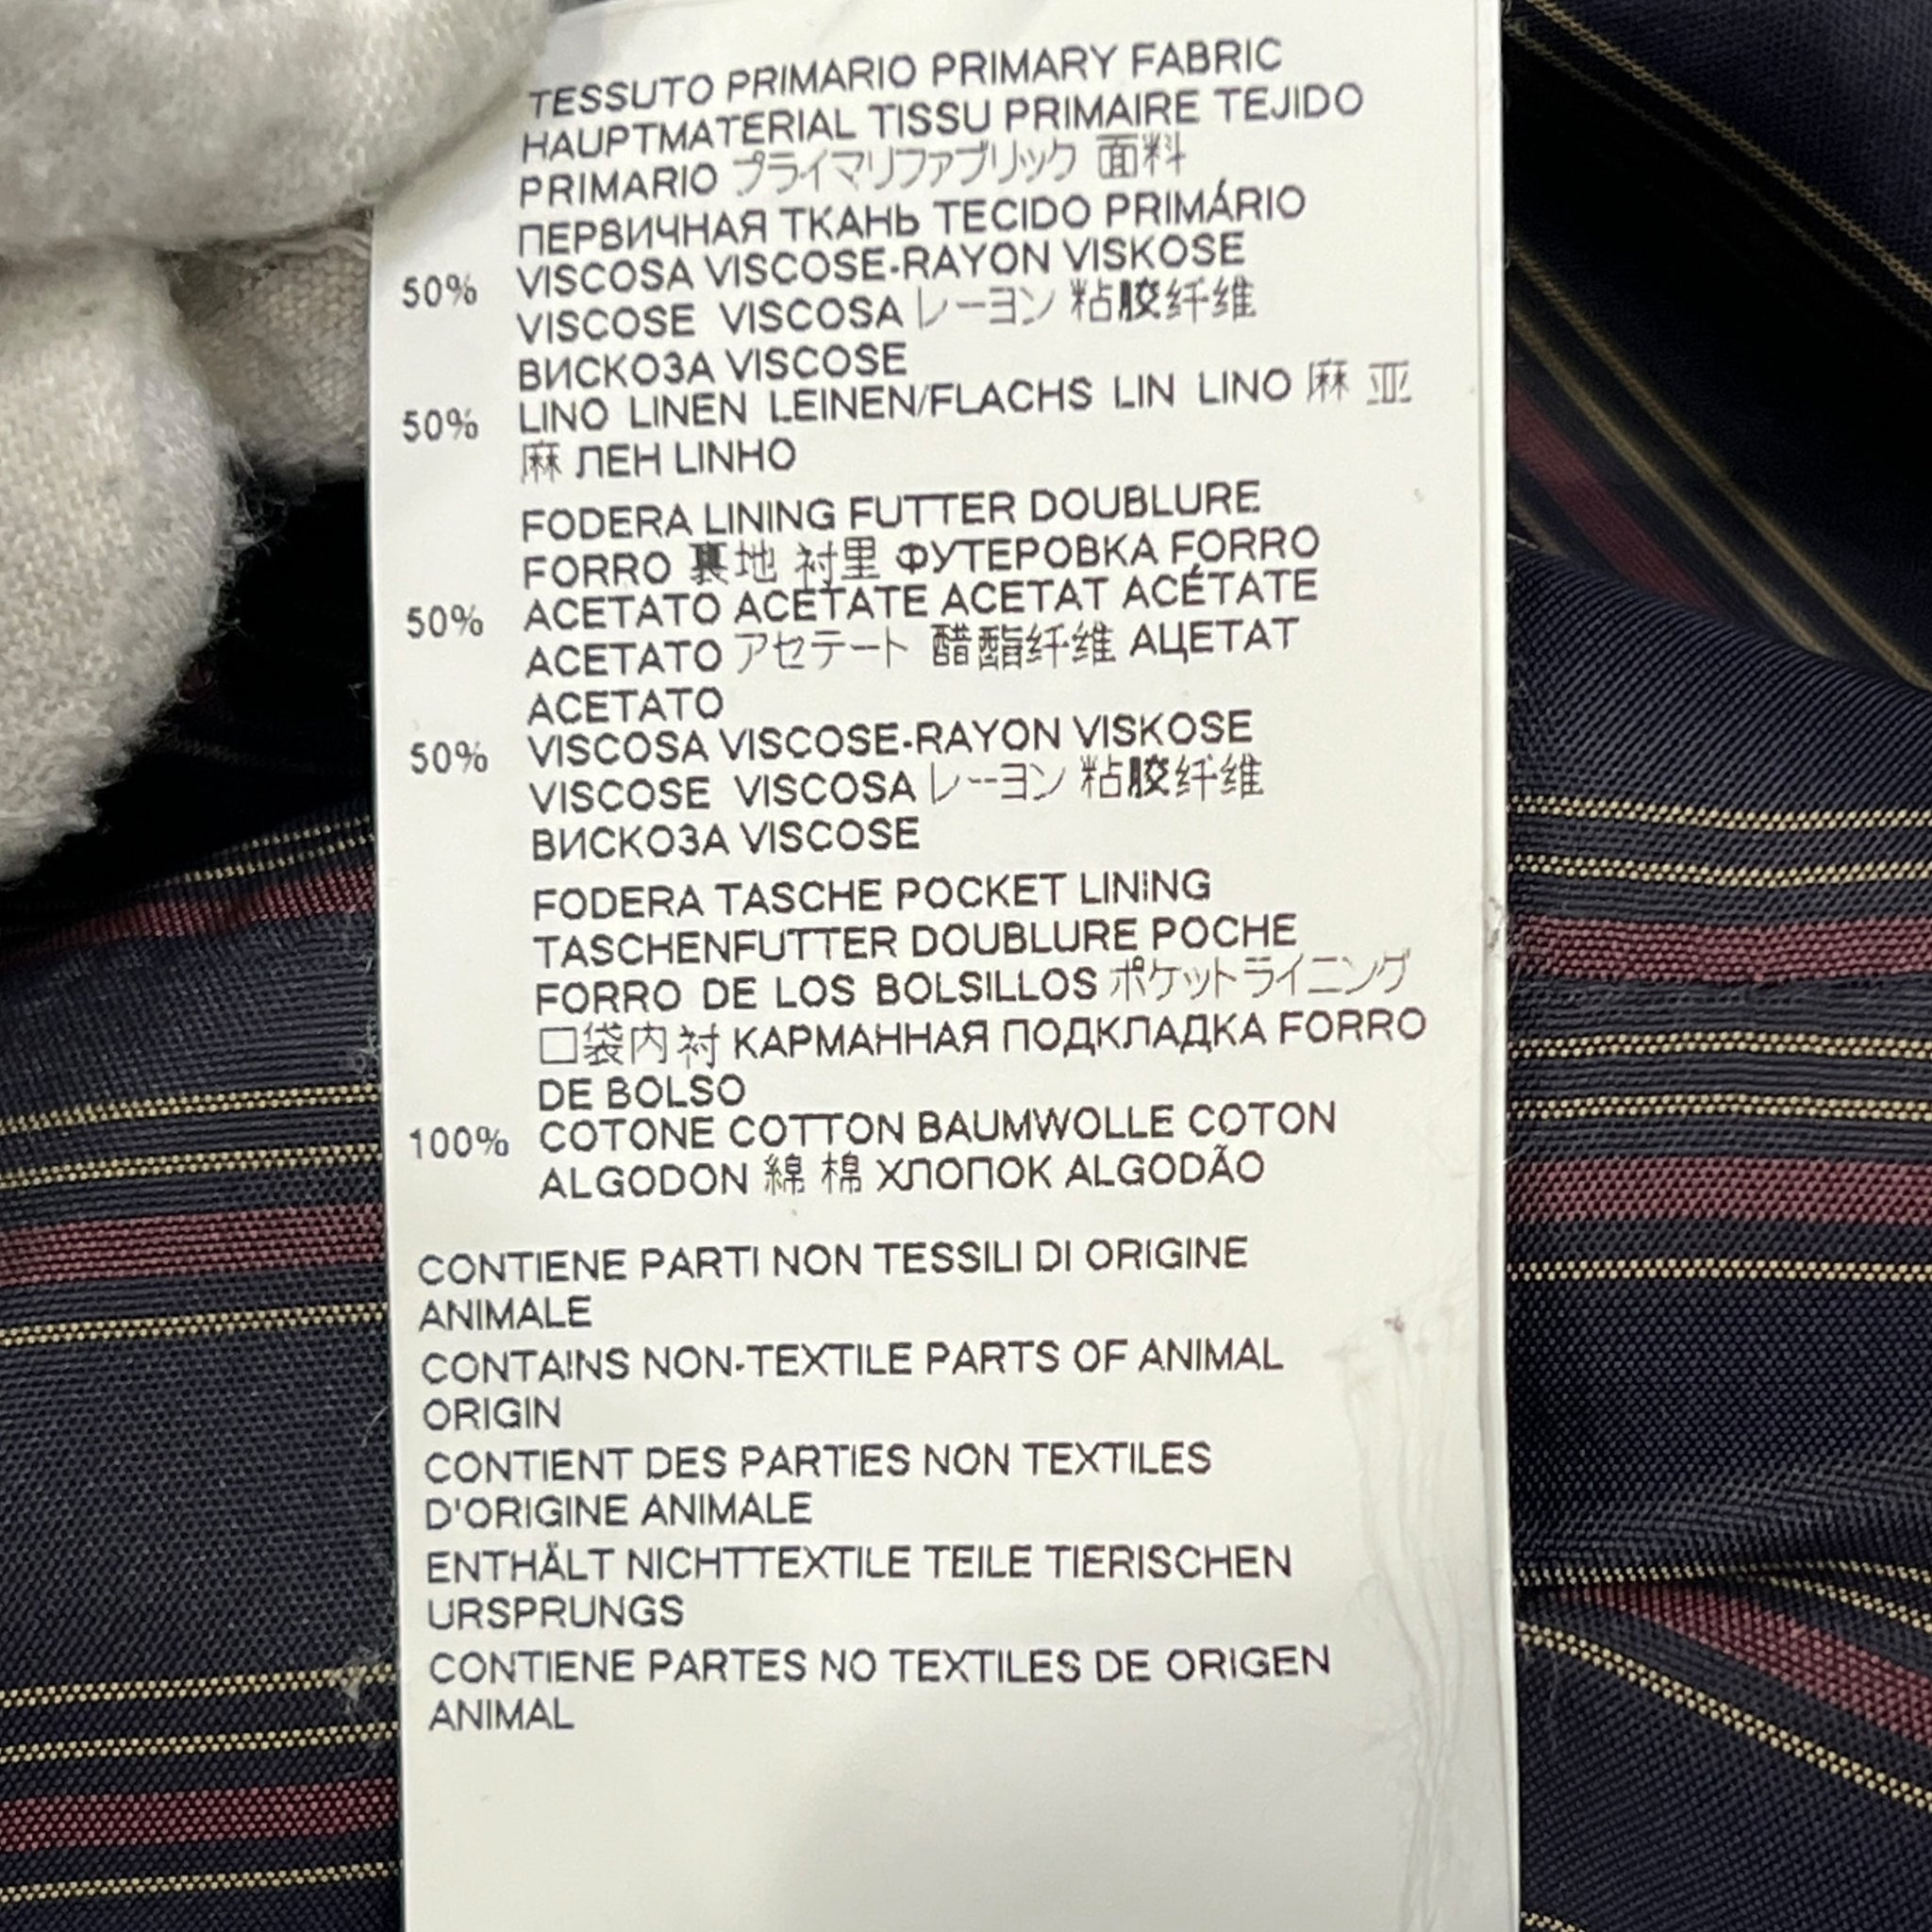 TESSUTO PRIMARIO PRIMARY FABRIC
HAUPTMATERIAL TISSU PRIMAIRE TEJIDO
PRIMARIO プライマリファブリック 面料
ПЕРВИЧНАЯ ТКАНЬ TECIDO PRIMÁRIO
50% VISCOSA VISCOSE-RAYON VISKOSE
VISCOSE VISCOSA レーヨン 粘胶纤维
ВИСКОЗА VISCOSE
50% LINO LINEN LEINEN/FLACHS LIN LINO 麻 亚
麻 ЛЕН LINHO
FODERA LINING FUTTER DOUBLURE
FORRO 裏地 衬里 ФУТЕРОВКА FORRO
50% ACETATO ACETATE ACETAT ACÉTATE
ACETATO アセテート 醋酯纤维 АЦЕТАТ
ACETATO
50% VISCOSA VISCOSE-RAYON VISKOSE
VISCOSE VISCOSA レーヨン 粘胶纤维
ВИСКОЗА VISCOSE
FODERA TASCHE POCKET LINING
TASCHENFUTTER DOUBLURE POCHE
FORRO DE LOS BOLSILLOS ポケットライニング
口袋内衬 КАРМАННАЯ ПОДКЛАДКА FORRO
DE BOLSO
100% COTONE COTTON BAUMWOLLE COTON
ALGODON 綿 棉 ХЛОПОК ALGODÃO
CONTIENE PARTI NON TESSILI DI ORIGINE
ANIMALE
CONTAINS NON-TEXTILE PARTS OF ANIMAL
ORIGIN
CONTIENT DES PARTIES NON TEXTILES
D'ORIGINE ANIMALE
ENTHÄLT NICHTTEXTILE TEILE TIERISCHEN
URSPRUNGS
CONTIENE PARTES NO TEXTILES DE ORIGEN
ANIMAL